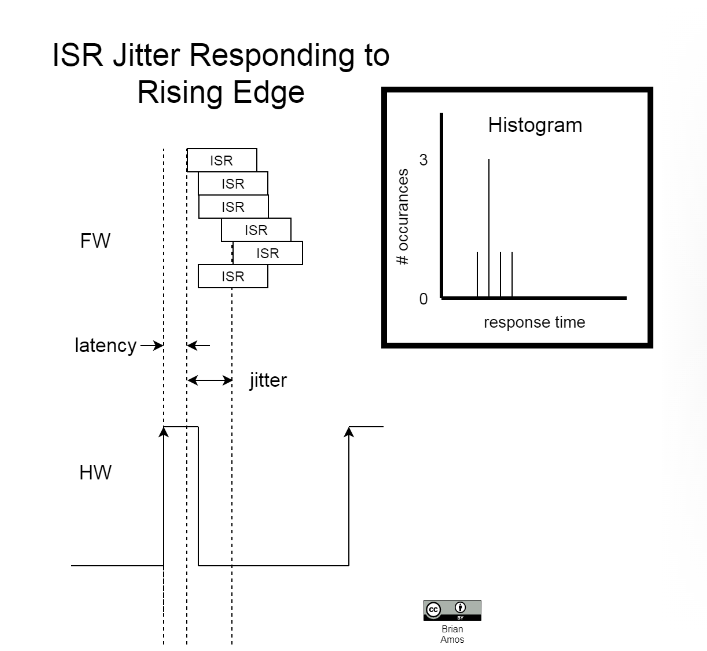 ISR Jitter Responding to
Rising Edge
ISR
ISR
ISR
ISR
ISR
ISR
FW
latency
jitter
HW
Histogram
3
# occurances
0
response time
cc
BY
Brian
Amos